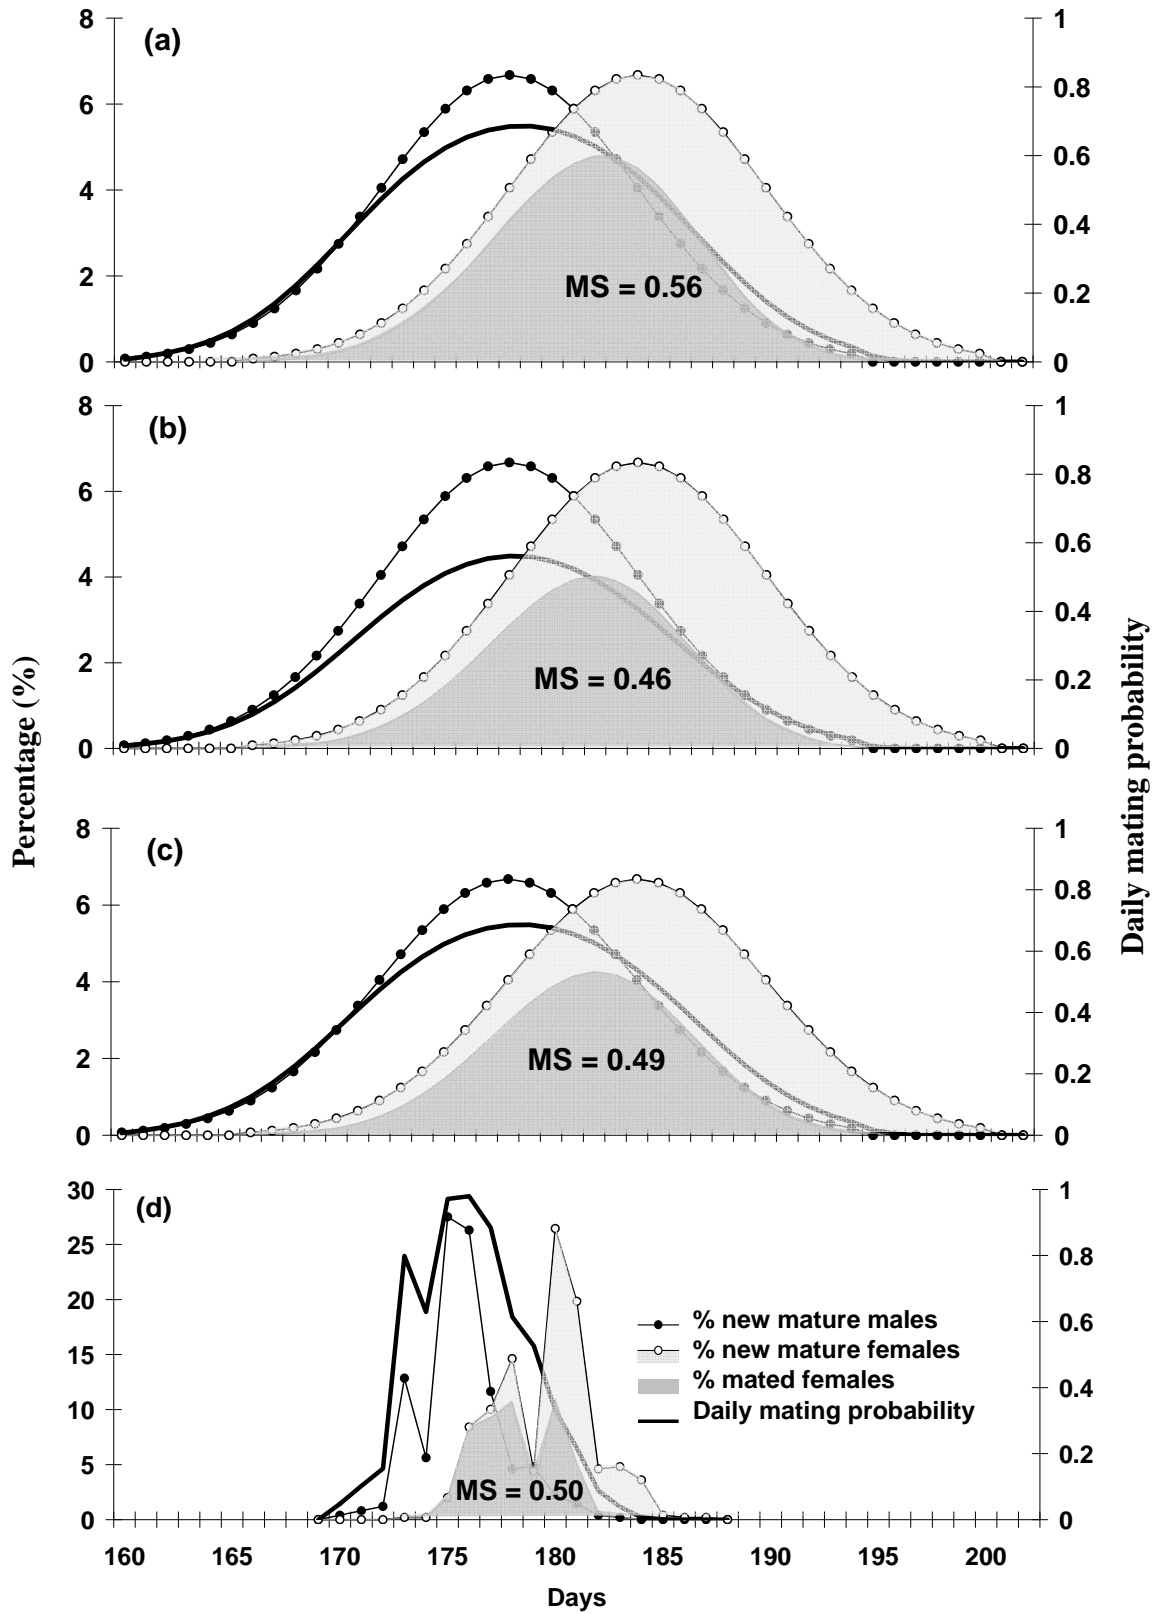 8 1
(a)
0.8
6
0.6
4
0.4
MS = 0.56
2
0.2
0 0
8 1
(b)
0.8
6
0.6
4
0.4
MS = 0.46
2
0.2
0 0
Percentage (%)
Daily mating probability
8 1
(c)
0.8
6
0.6
4
0.4
MS = 0.49
2
0.2
0 0
30 1
(d)
25
0.8
20
0.6
% new mature males
% new mature females
15
% mated females
0.4
10
Daily mating probability
5
0.2
MS = 0.50
0 0
160 165 170 175 180 185 190 195 200
Days